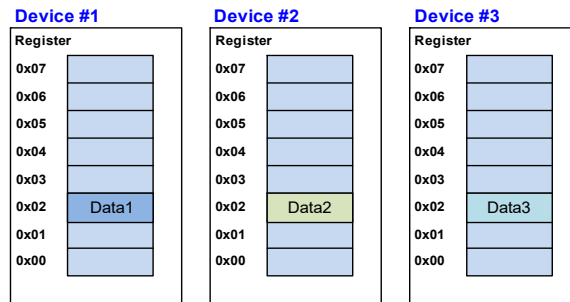 Device #1
Register
0x07
0x06
0x05
0x04
0x03
0x02 Data1
0x01
0x00
Device #2
Register
0x07
0x06
0x05
0x04
0x03
0x02 Data2
0x01
0x00
Device #3
Register
0x07
0x06
0x05
0x04
0x03
0x02 Data3
0x01
0x00